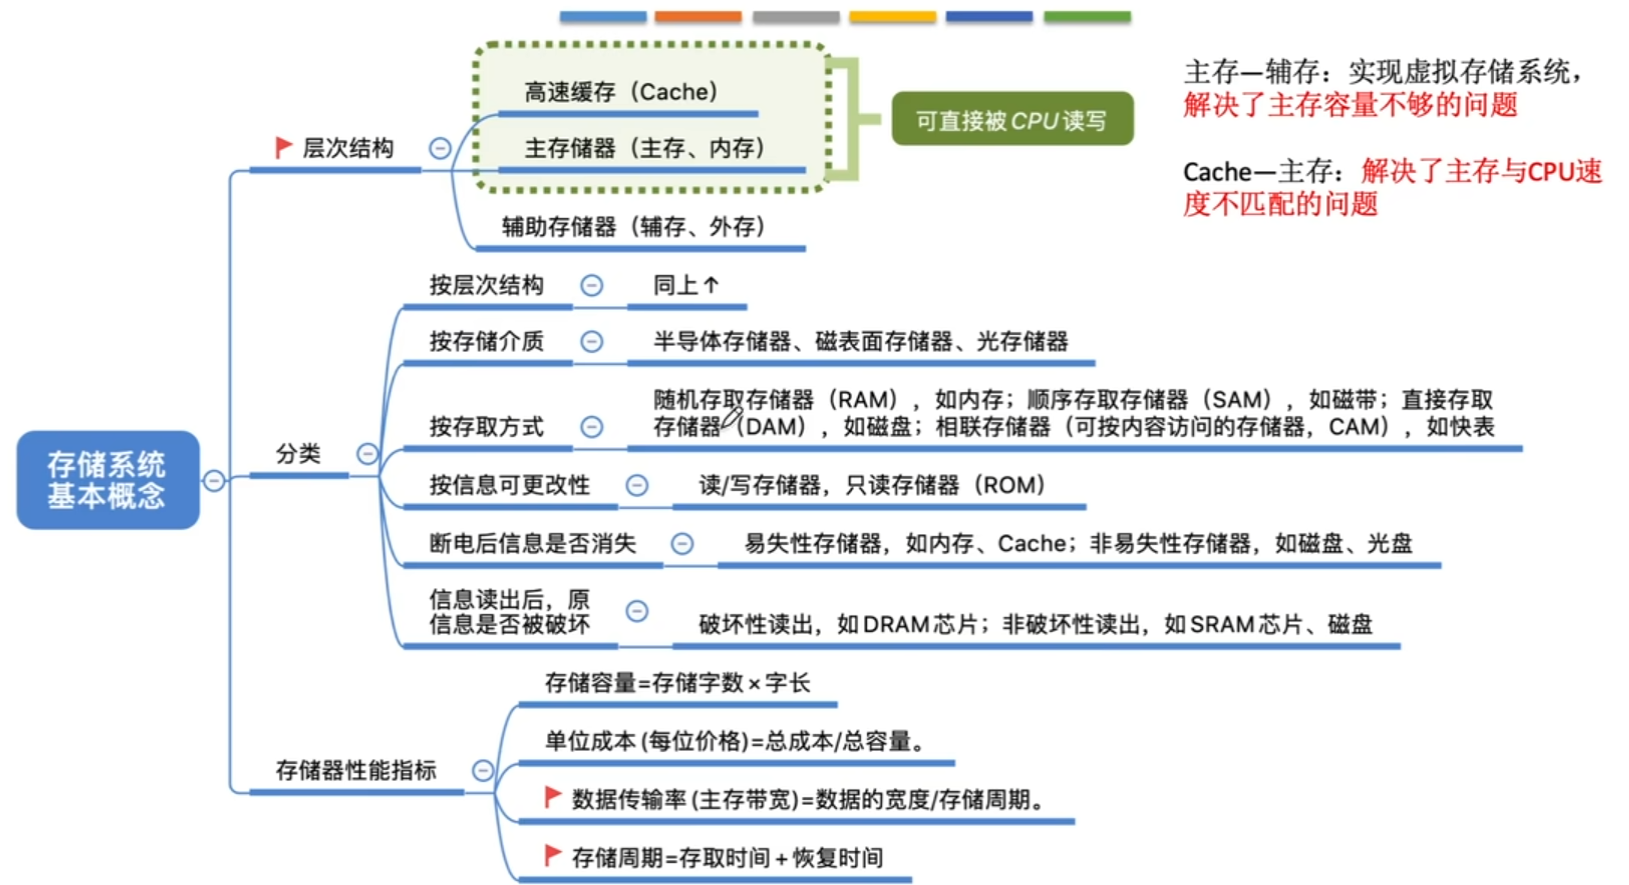 存储系统
基本概念
层次结构
高速缓存（Cache）
主存储器（主存、内存）
辅助存储器（辅存、外存）
可直接被CPU读写
主存—辅存：实现虚拟存储系统，
解决了主存容量不够的问题
Cache—主存：解决了主存与CPU速
度不匹配的问题
分类
按层次结构
同上↑
按存储介质
半导体存储器、磁表面存储器、光存储器
按存取方式
随机存取存储器（RAM），如内存；顺序存取存储器（SAM），如磁带；直接存取
存储器（DAM），如磁盘；相联存储器（可按内容访问的存储器，CAM），如快表
按信息可更改性
读/写存储器，只读存储器（ROM）
断电后信息是否消失
易失性存储器，如内存、Cache；非易失性存储器，如磁盘、光盘
信息读出后，原
信息是否被破坏
破坏性读出，如DRAM芯片；非破坏性读出，如SRAM芯片、磁盘
存储器性能指标
存储容量=存储字数×字长
单位成本(每位价格)=总成本/总容量。
数据传输率(主存带宽)=数据的宽度/存储周期。
存储周期=存取时间+恢复时间